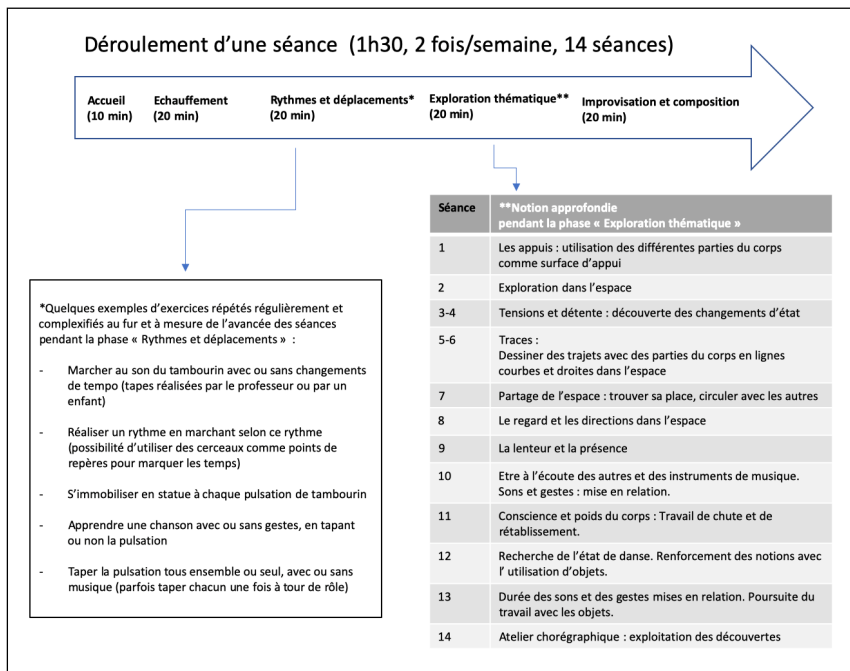 Déroulement d’une séance (1h30, 2 fois/semaine, 14 séances)
Accueil
(10 min)
Echauffement
(20 min)
Rythmes et déplacements*
(20 min)
Exploration thématique**
(20 min)
Improvisation et composition
(20 min)
*Quelques exemples d’exercices répétés régulièrement et
complexifiés au fur et à mesure de l’avancée des séances
pendant la phase « Rythmes et déplacements » :
- Marcher au son du tambourin avec ou sans changements
de tempo (tapes réalisées par le professeur ou par un
enfant)
- Réaliser un rythme en marchant selon ce rythme
(possibilité d’utiliser des cerceaux comme points de
repères pour marquer les temps)
- S’immobiliser en statue à chaque pulsation de tambourin
- Apprendre une chanson avec ou sans gestes, en tapant
ou non la pulsation
- Taper la pulsation tous ensemble ou seul, avec ou sans
musique (parfois taper chacun une fois à tour de rôle)
Séance **Notion approfondie
pendant la phase « Exploration thématique »
1 Les appuis : utilisation des différentes parties du corps
comme surface d’appui
2 Exploration dans l’espace
3-4 Tensions et détente : découverte des changements d’état
5-6 Traces :
Dessiner des trajets avec des parties du corps en lignes
courbes et droites dans l’espace
7 Partage de l’espace : trouver sa place, circuler avec les autres
8 Le regard et les directions dans l’espace
9 La lenteur et la présence
10 Etre à l’écoute des autres et des instruments de musique.
Sons et gestes : mise en relation.
11 Conscience et poids du corps : Travail de chute et de
rétablissement.
12 Recherche de l’état de danse. Renforcement des notions avec
l’ utilisation d’objets.
13 Durée des sons et des gestes mises en relation. Poursuite du
travail avec les objets.
14 Atelier chorégraphique : exploitation des découvertes